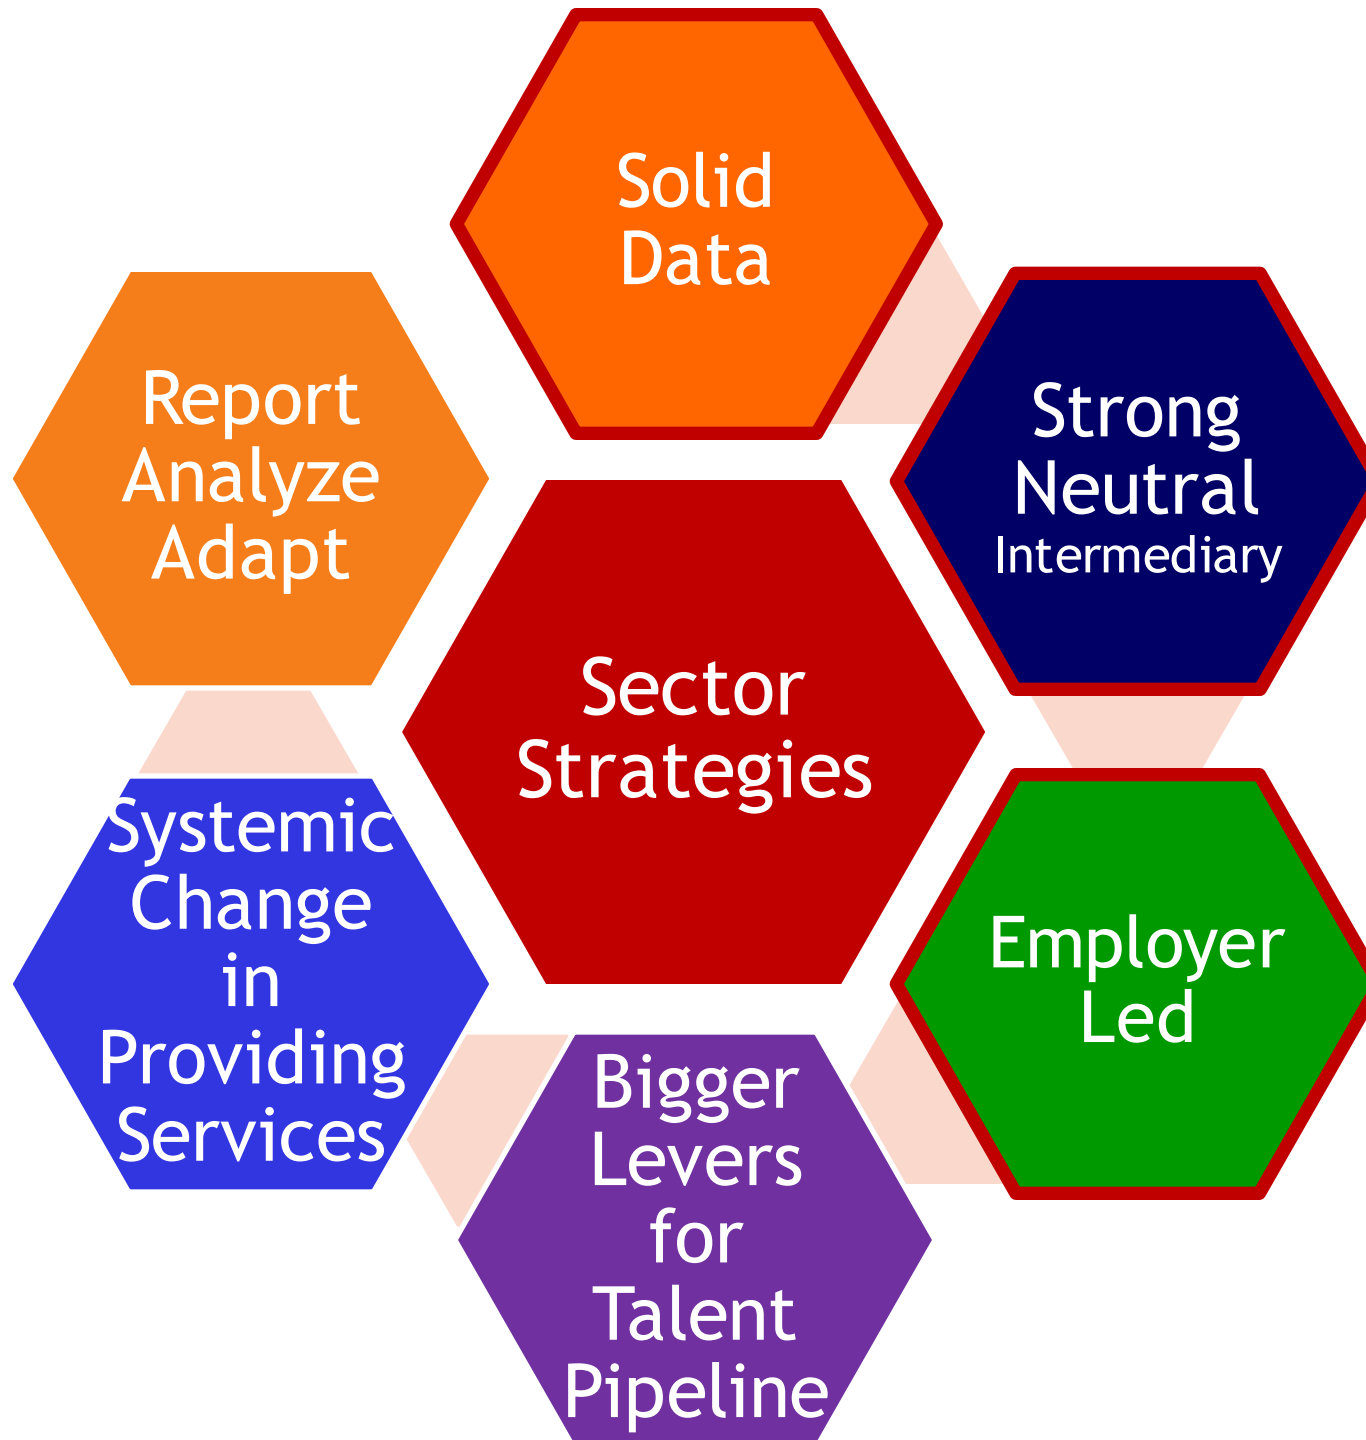 Solid
Data
Strong
Neutral
Intermediary
Employer
Led
Bigger
Levers
for
Talent
Pipeline
Systemic
Change
in
Providing
Services
Report
Analyze
Adapt
Sector
Strategies